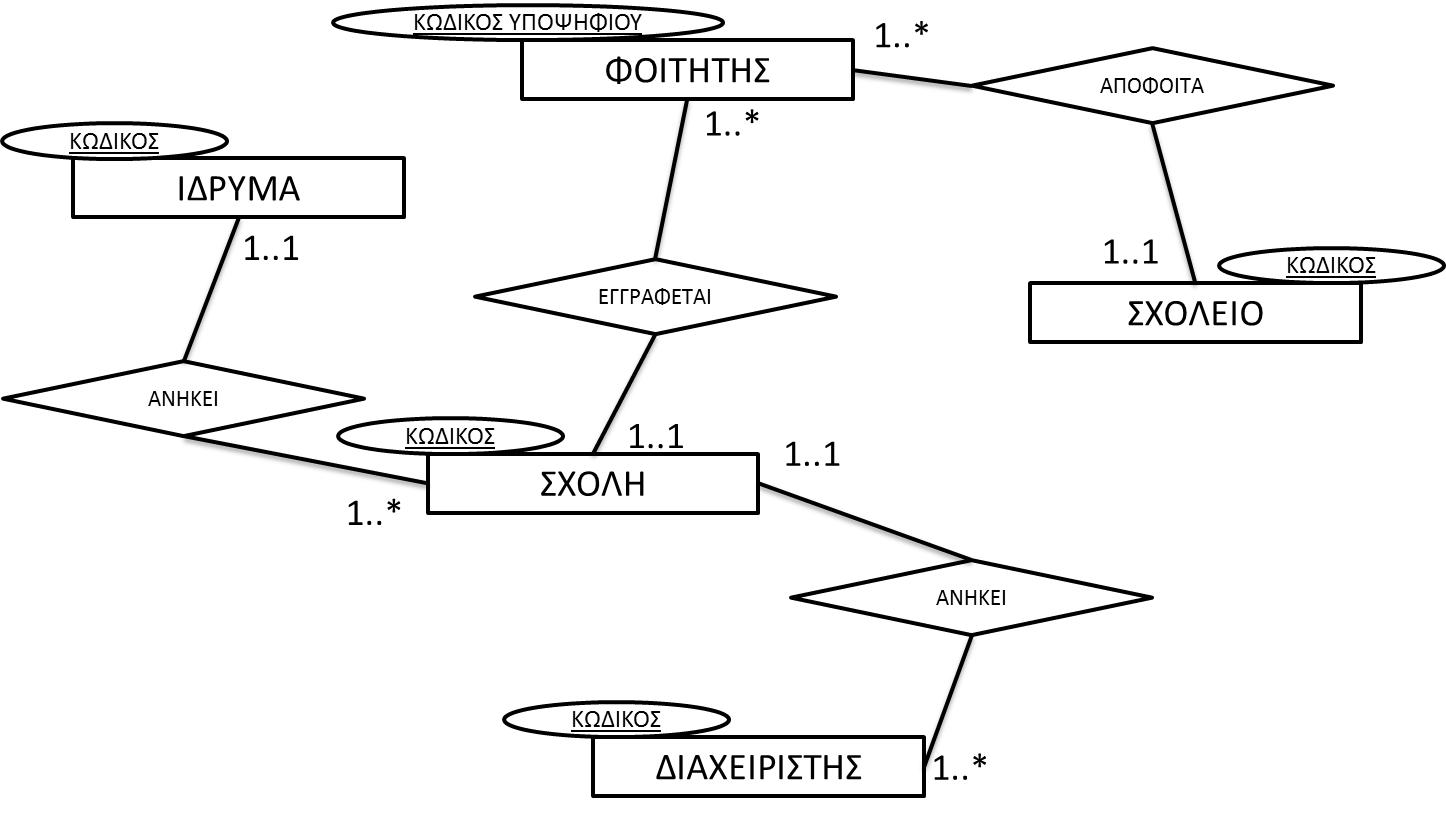 ΚΩΔΙΚΟΣ ΥΠΟΨΗΦΙΟΥ
1..*
ΦΟΙΤΗΤΗΣ
ΑΠΟΦΟΙΤΑ
1..*
ΚΩΔΙΚΟΣ
ΙΔΡΥΜΑ
1..1
1..1
ΚΩΔΙΚΟΣ
ΕΓΓΡΑΦΕΤΑΙ
ΣΧΟΛΕΙΟ
ΑΝΗΚΕΙ
ΚΩΔΙΚΟΣ
1..1
1..1
ΣΧΟΛΗ
1..*
ΑΝΗΚΕΙ
ΚΩΔΙΚΟΣ
ΔΙΑΧΕΙΡΙΣΤΗΣ
1..*